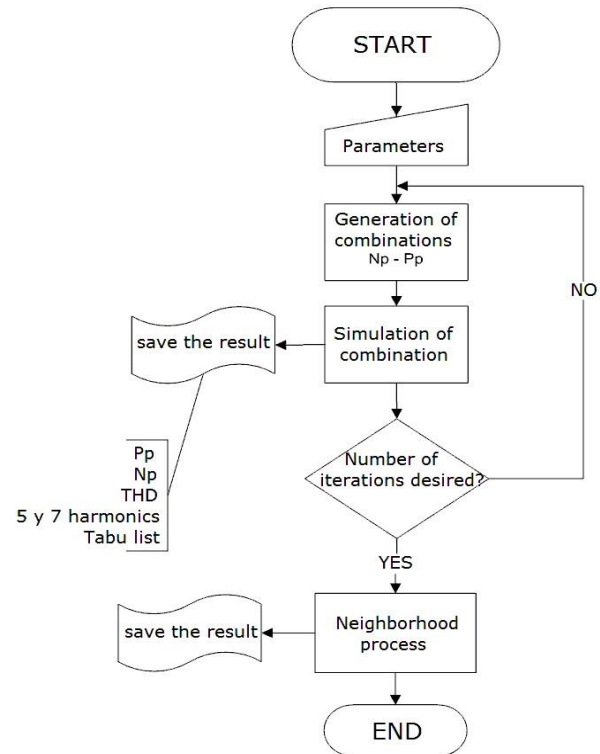 START
Parameters
Generation of
combinations
Np - Pp
NO
Simulation of
combination
save the result
Pp
Np
THD
5 y 7 harmonics
Tabu list
Number of
iterations desired?
YES
Neighborhood
process
save the result
END